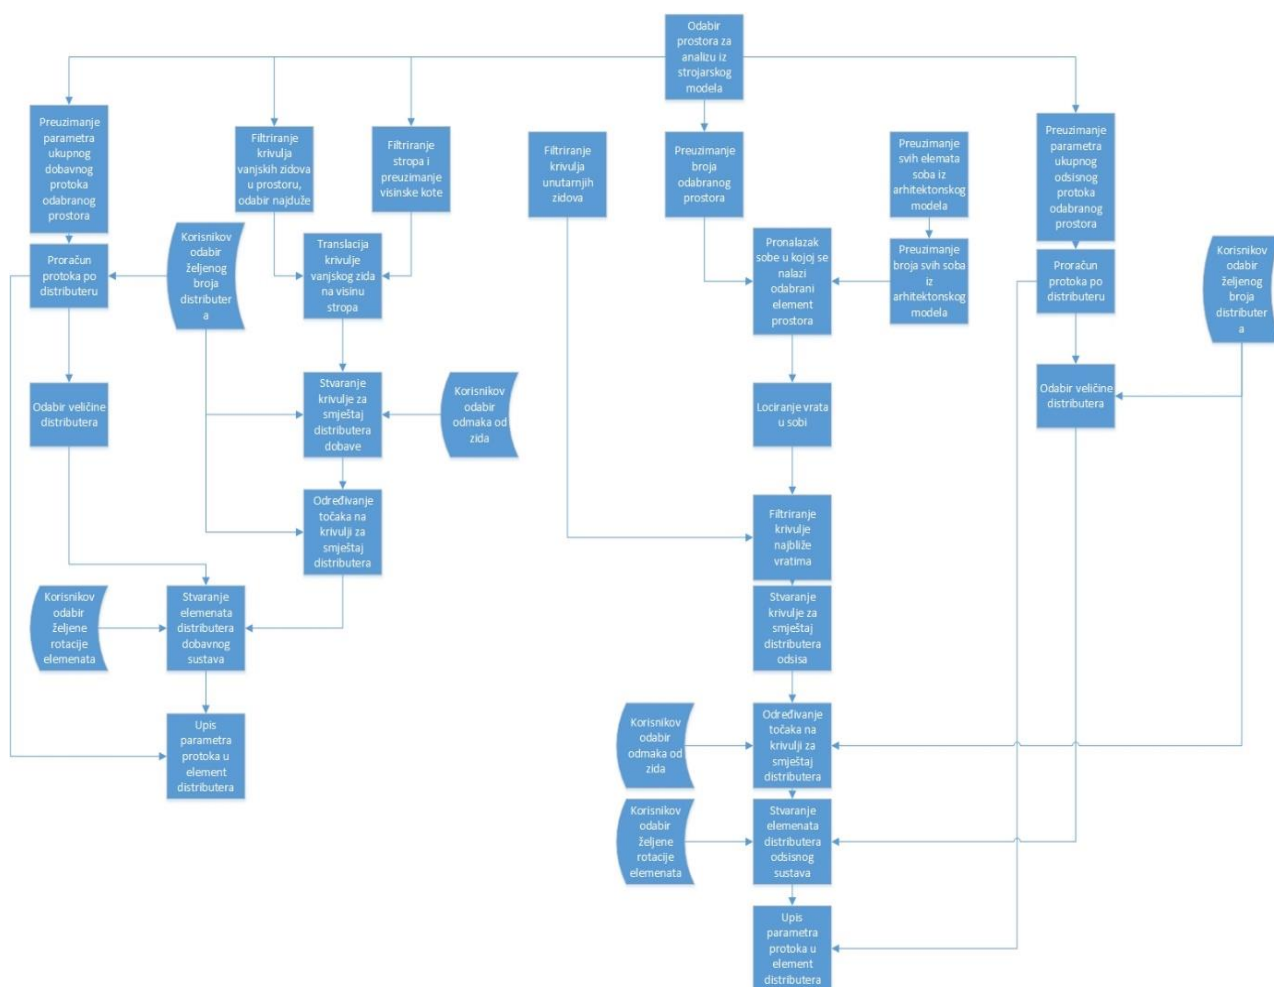 Odabir
prostora za
analizu iz
strojarskog
modela
Preuzimanje
parametra
ukupnog
dobavnog
protoka
odabranog
prostora
Filtriranje
krivulja
vanjskih zidova
u prostoru,
odabir najduže
Filtriranje
stropa i
preuzimanje
visinske kote
Filtriranje
krivulja
unutarnjih
zidova
Preuzimanje
broja
odabranog
prostora
Preuzimanje
svih elemata
soba iz
arhitektonskog
modela
Preuzimanje
parametra
ukupnog
odsisnog
protoka
odabranog
prostora
Proračun
protoka po
distributeru
Korisnikov
odabir
željenog
broja
distributer
a
Translacija
krivulje
vanjskog zida
na visinu
stropa
Pronalazak
sobe u kojoj se
nalazi
odabrani
element
prostora
Preuzimanje
broja svih soba
iz
arhitektonskog
modela
Proračun
protoka po
distributeru
Korisnikov
odabir
željenog
broja
distributer
a
Odabir veličine
distributera
Stvaranje
krivulje za
smještaj
distributera
dobave
Korisnikov
odabir
odmaka od
zida
Lociranje vrata
u sobi
Odabir veličine
distributera
Određivanje
točaka na
krivulji za
smještaj
distributera
Filtriranje
krivulje
najbliže
vratima
Korisnikov
odabir
željene
rotacije
elemenata
Stvaranje
elemenata
distributera
dobavnog
sustava
Stvaranje
krivulje za
smještaj
distributera
odsisa
Upis
parametra
protoka u
element
distributera
Korisnikov
odabir
odmaka od
zida
Određivanje
točaka na
krivulji za
smještaj
distributera
Korisnikov
odabir
željene
rotacije
elemenata
Stvaranje
elemenata
distributera
odsisnog
sustava
Upis
parametra
protoka u
element
distributera